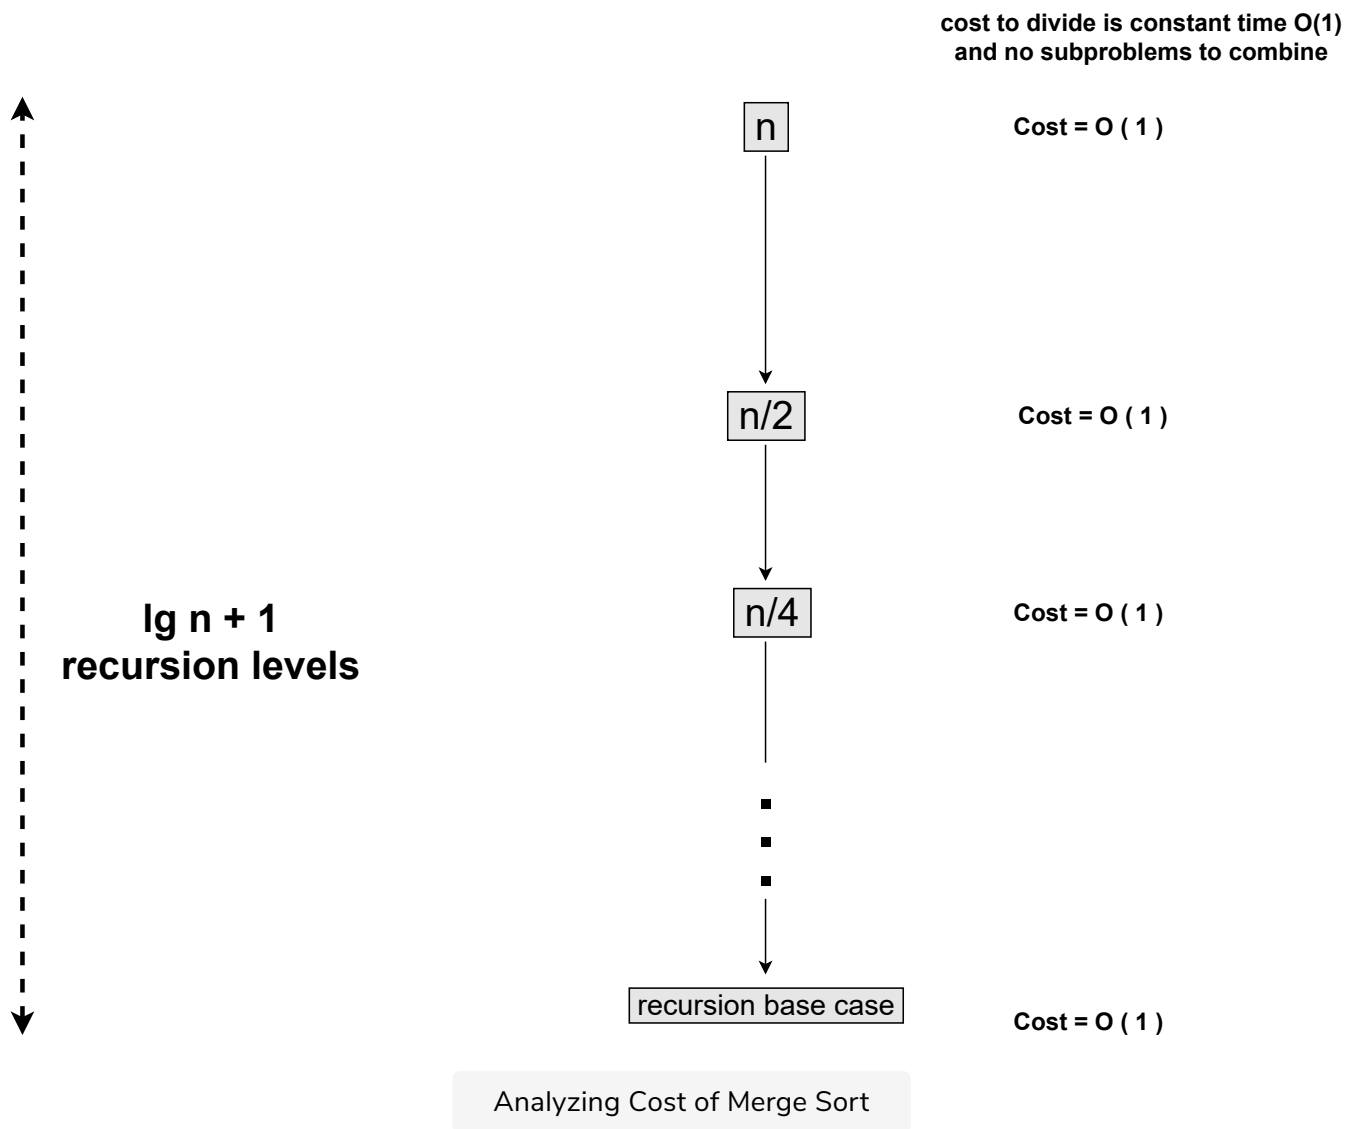 cost to divide is constant time O(1)
and no subproblems to combine
n
Cost = O ( 1 )
n/2
Cost = O ( 1 )
n/4
Cost = O ( 1 )
lg n + 1
recursion levels
recursion base case
Cost = O ( 1 )
Analyzing Cost of Merge Sort